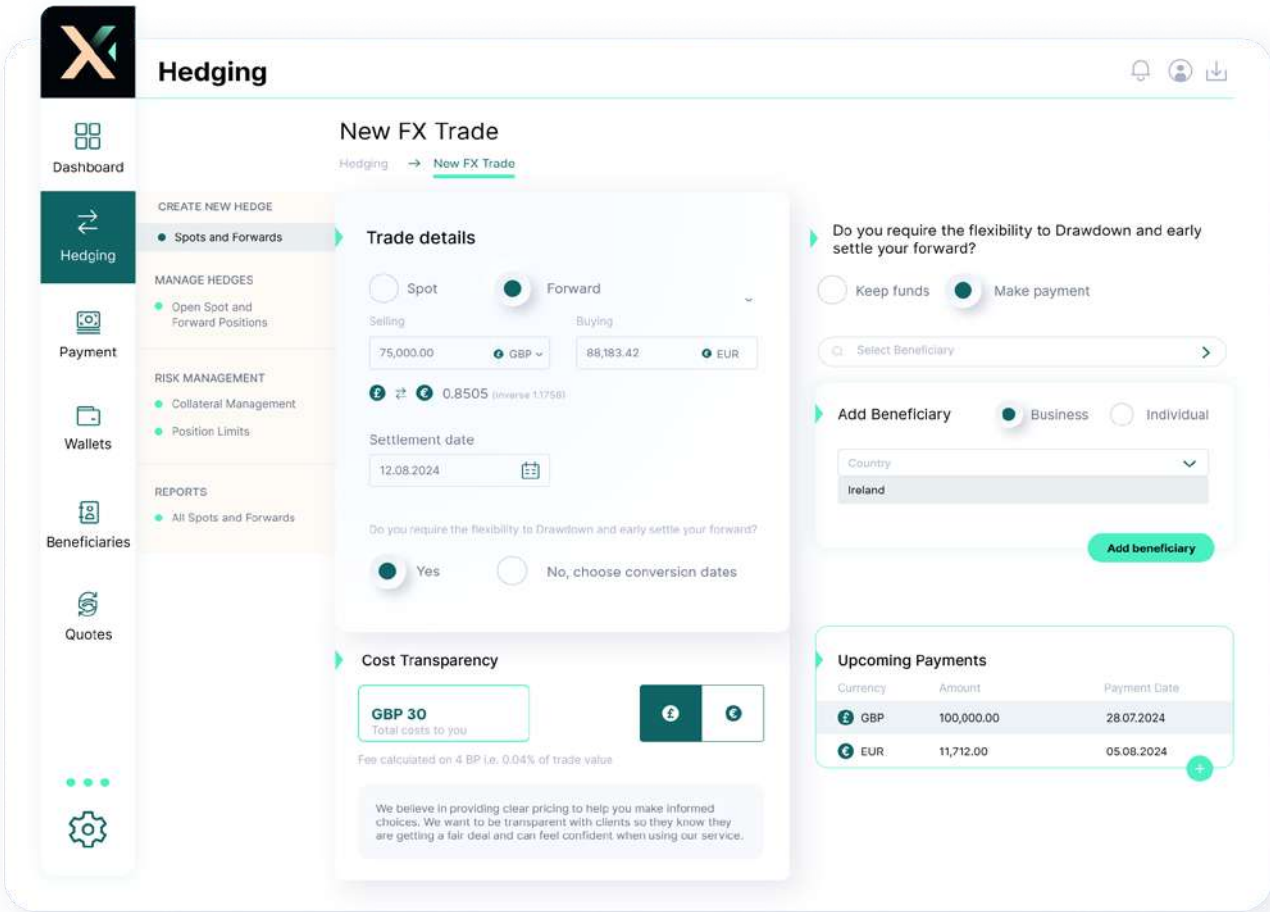 Hedging
Dashboard
Hedging
Payment
Wallets
Beneficiaries
Quotes
CREATE NEW HEDGE
Spots and Forwards
MANAGE HEDGES
Open Spot and
Forward Positions
RISK MANAGEMENT
Collateral Management
Position Limits
REPORTS
All Spots and Forwards
New FX Trade
Hedging → New FX Trade
Trade details
Spot Forward
Selling Buying
75,000.00 £ GBP 88,183.42 € EUR
£ ⇄ € 0.8505 (inverse 1.1758)
Settlement date
12.08.2024
Do you require the flexibility to Drawdown and early settle your forward?
Yes No, choose conversion dates
Cost Transparency
GBP 30
Total costs to you
£ €
Fee calculated on 4 BP i.e. 0.04% of trade value
We believe in providing clear pricing to help you make informed
choices. We want to be transparent with clients so they know they
are getting a fair deal and can feel confident when using our service.
Do you require the flexibility to Drawdown and early
settle your forward?
Keep funds Make payment
Select Beneficiary
Add Beneficiary Business Individual
Country
Ireland
Add beneficiary
Upcoming Payments
Currency Amount Payment Date
£ GBP 100,000.00 28.07.2024
€ EUR 11,712.00 05.08.2024